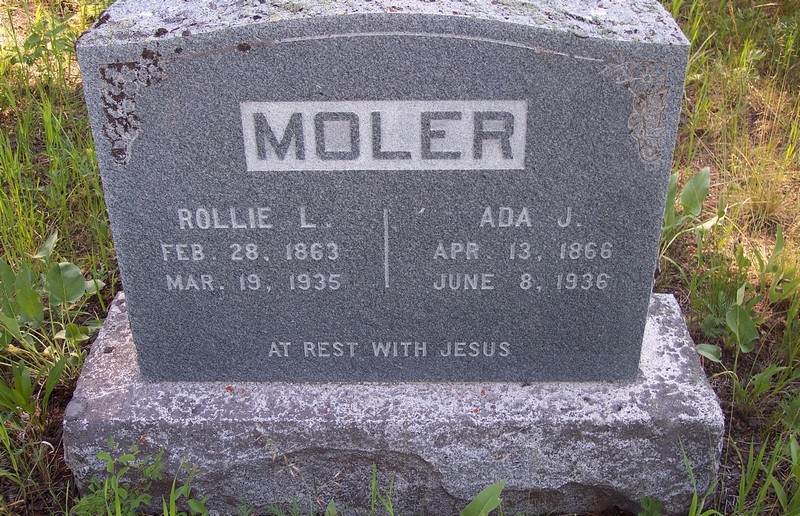 MOLER
ROLLIE L.
FEB. 28, 1863
MAR. 19, 1935
ADA J.
APR. 13, 1866
JUNE 8, 1936
AT REST WITH JESUS